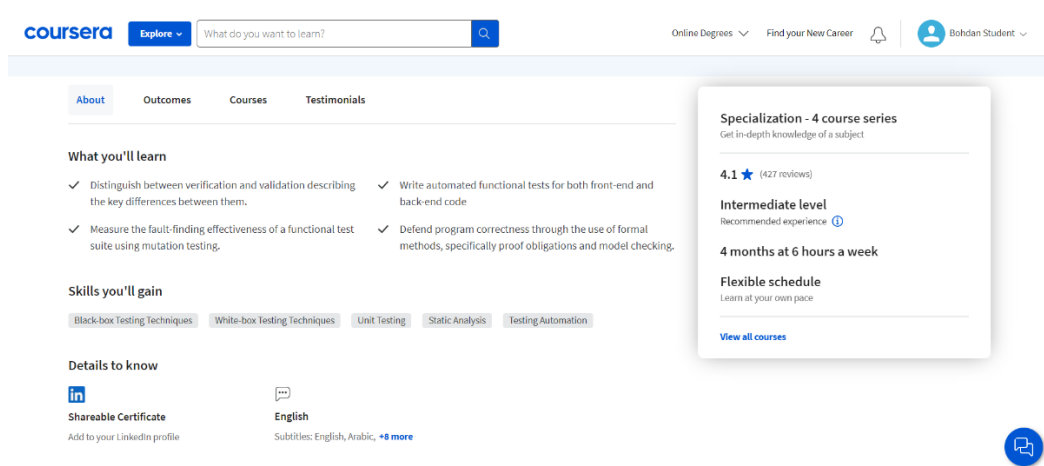 coursera
Explore
What do you want to learn?
Online Degrees
Find your New Career
Bohdan Student
About
Outcomes
Courses
Testimonials
What you'll learn
Distinguish between verification and validation describing
the key differences between them.
Write automated functional tests for both front-end and
back-end code
Measure the fault-finding effectiveness of a functional test
suite using mutation testing.
Defend program correctness through the use of formal
methods, specifically proof obligations and model checking.
Skills you'll gain
Black-box Testing Techniques
White-box Testing Techniques
Unit Testing
Static Analysis
Testing Automation
Details to know
in
Shareable Certificate
Add to your LinkedIn profile
English
Subtitles: English, Arabic, +8 more
Specialization - 4 course series
Get in-depth knowledge of a subject
4.1 (427 reviews)
Intermediate level
Recommended experience
4 months at 6 hours a week
Flexible schedule
Learn at your own pace
View all courses